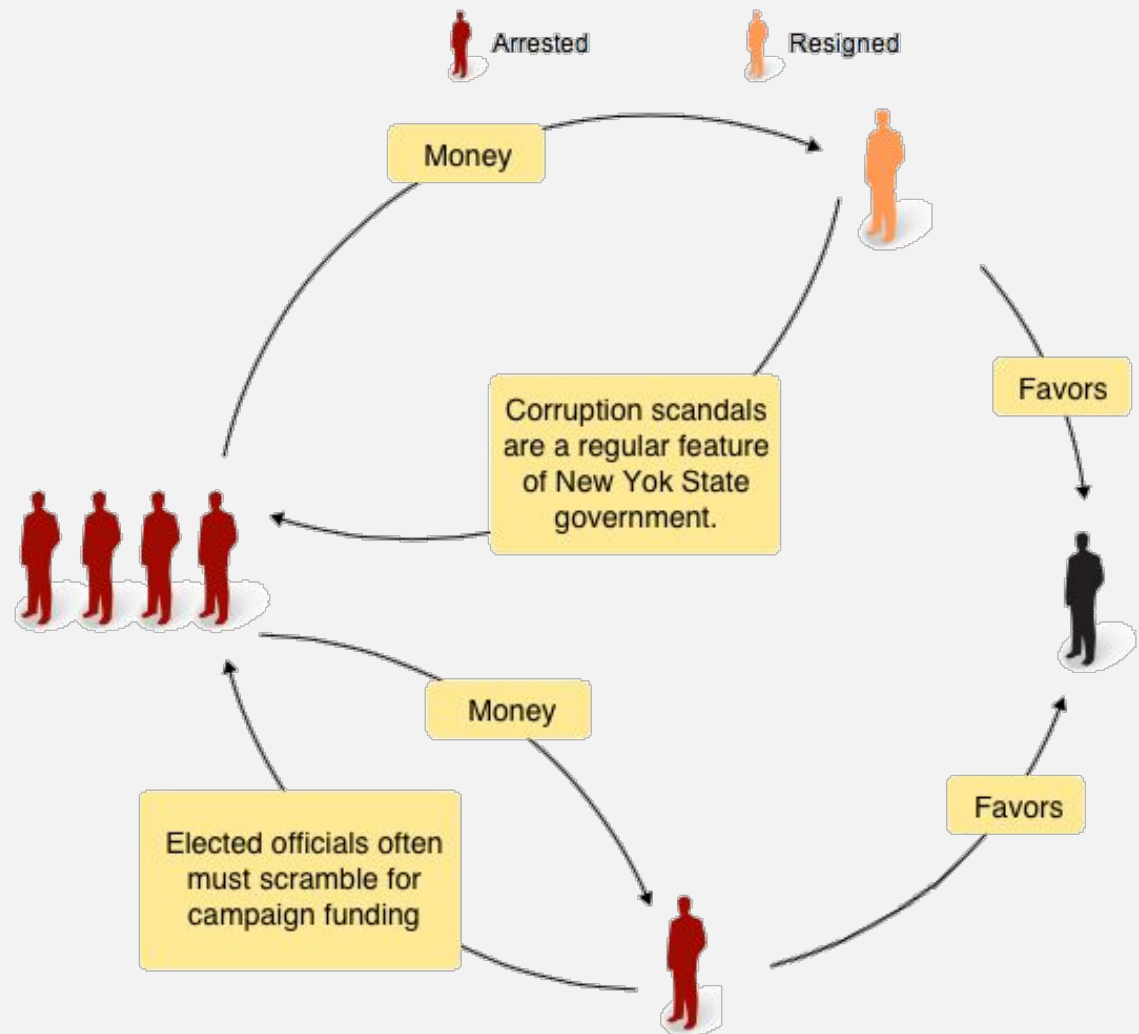 Arrested
Resigned
Money
Favors
Corruption scandals
are a regular feature
of New Yok State
government.
Money
Favors
Elected officials often
must scramble for
campaign funding